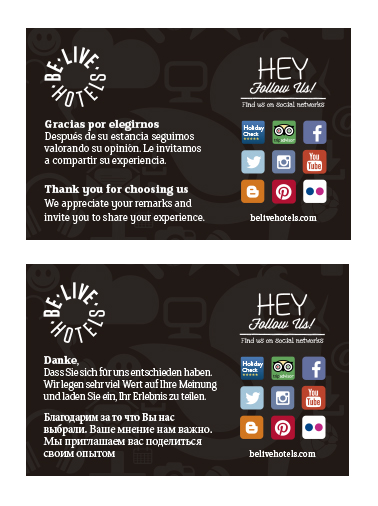 BE·LIVE·
HOTELS·
Gracias por elegirnos
Después de su estancia seguimos
valorando su opinión. Le invitamos
a compartir su experiencia.
Thank you for choosing us
We appreciate your remarks and
invite you to share your experience.
HEY
Follow Us!
Find us on social networks
Holiday
Check
advisor
You
Tube
belivehotels.com
BE·LIVE·
HOTELS·
Danke,
Dass Sie sich für uns entschieden haben.
Wir legen sehr viel Wert auf Ihre Meinung
und laden Sie ein, Ihr Erlebnis zu teilen.
Благодарим за то что Вы нас
выбрали. Ваше мнение нам важно.
Мы приглашаем вас поделиться
своим опытом
HEY
Follow Us!
Find us on social networks
Holiday
Check
advisor
You
Tube
belivehotels.com